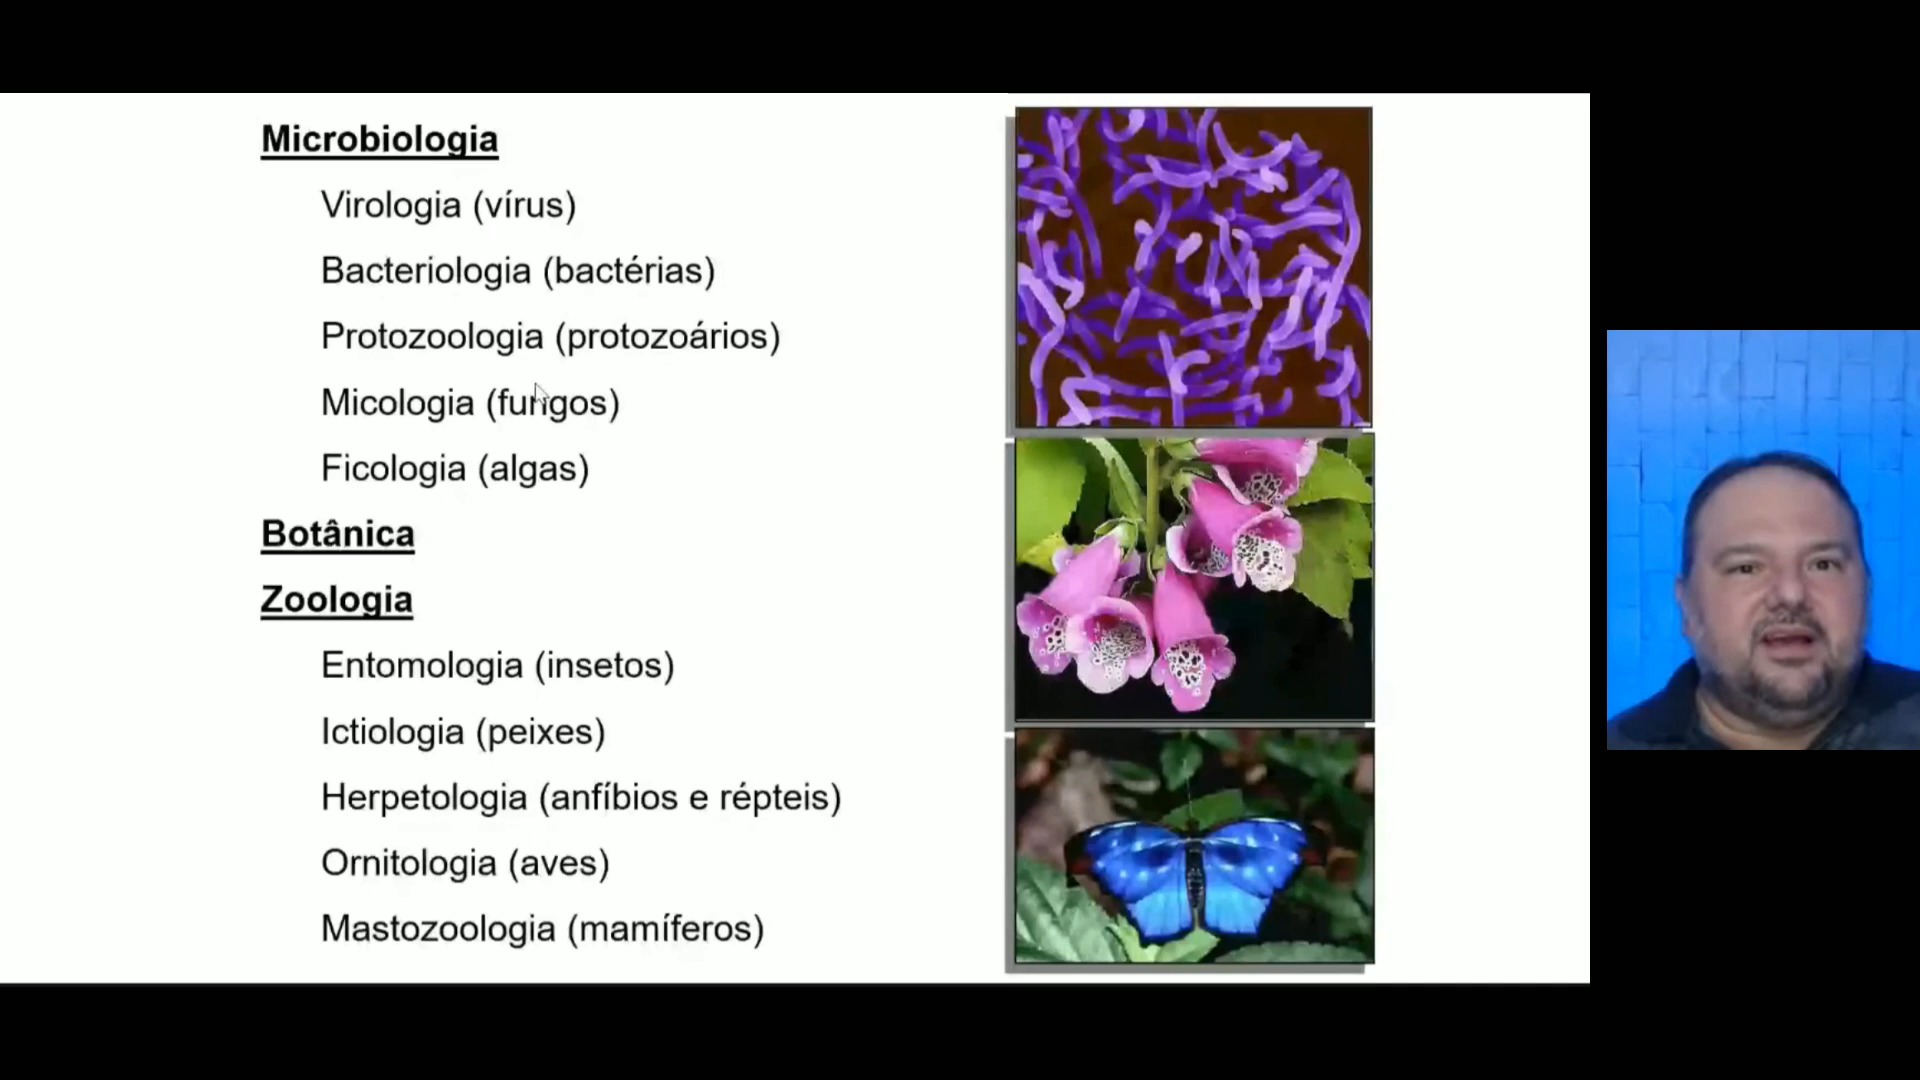 Microbiologia
Virologia (vírus)
Bacteriologia (bactérias)
Protozoologia (protozoários)
Micologia (fungos)
Ficologia (algas)
Botânica
Zoologia
Entomologia (insetos)
Ictiologia (peixes)
Herpetologia (anfíbios e répteis)
Ornitologia (aves)
Mastozoologia (mamíferos)